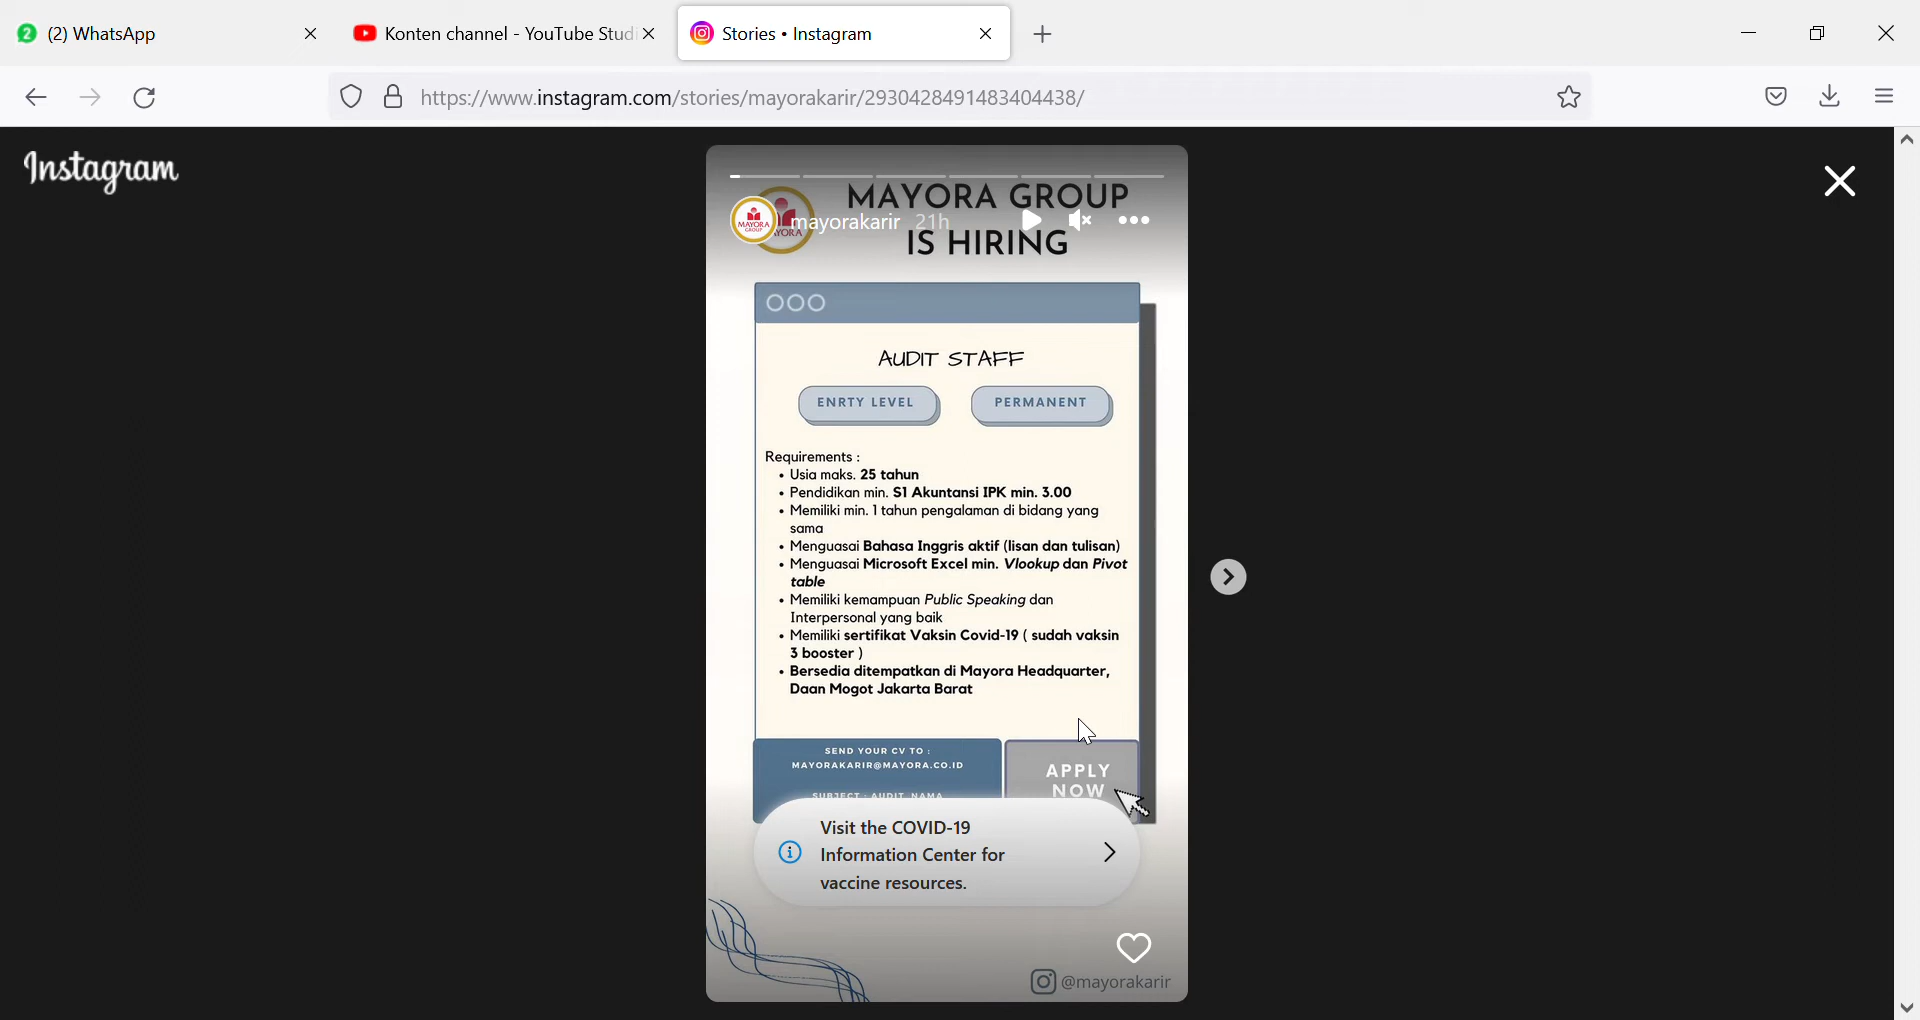 (2) WhatsApp
Konten channel - YouTube Studi
Stories • Instagram
https://www.instagram.com/stories/mayorakarir/2930428491483404438/
Instagram
MAYORA GROUP
IS HIRING
mayorakarir 21h
MAYORA
GROUP
AUDIT STAFF
ENRTY LEVEL
PERMANENT
Requirements :
• Usia maks. 25 tahun
• Pendidikan min. S1 Akuntansi IPK min. 3.00
• Memiliki min. 1 tahun pengalaman di bidang yang
sama
• Menguasai Bahasa Inggris aktif (lisan dan tulisan)
• Menguasai Microsoft Excel min. Vlookup dan Pivot
table
• Memiliki kemampuan Public Speaking dan
Interpersonal yang baik
• Memiliki sertifikat Vaksin Covid-19 ( sudah vaksin
3 booster )
• Bersedia ditempatkan di Mayora Headquarter,
Daan Mogot Jakarta Barat
SEND YOUR CV TO :
MAYORAKARIR@MAYORA.CO.ID
SUBJECT : AUDIT_NAMA
APPLY
NOW
Visit the COVID-19
Information Center for
vaccine resources.
@mayorakarir